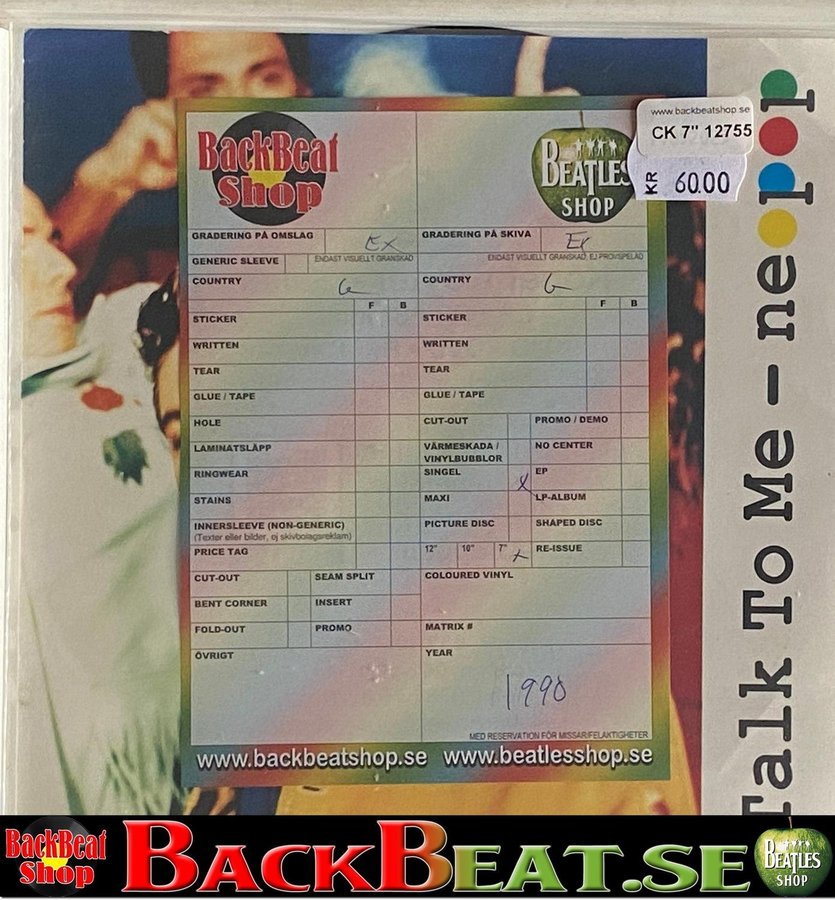 www.backbeatshop.se
CK 7" 12755
KR 60.00
BackBeat
Shop
BEATLES
SHOP
GRADERING PÅ OMSLAG Ex
GRADERING PÅ SKIVA Ex
GENERIC SLEEVE ENDAST VISUELLT GRANSKAD
ENDAST VISUELLT GRANSKAD, EJ PROVSPELAD
COUNTRY G
COUNTRY G
F B
F B
STICKER
STICKER
WRITTEN
WRITTEN
TEAR
TEAR
GLUE / TAPE
GLUE / TAPE
HOLE
CUT-OUT PROMO / DEMO
LAMINATSLÄPP
VÄRMESKADA / NO CENTER
VINYLBUBBLOR
RINGWEAR
SINGEL X EP
STAINS
MAXI LP-ALBUM
INNERSLEEVE (NON-GENERIC)
(Texter eller bilder, ej skivbolagsreklam)
PICTURE DISC SHAPED DISC
PRICE TAG
12" 10" 7" X RE-ISSUE
CUT-OUT SEAM SPLIT
COLOURED VINYL
BENT CORNER INSERT
FOLD-OUT PROMO
MATRIX #
ÖVRIGT
YEAR
1990
MED RESERVATION FÖR MISSAR/FELAKTIGHETER
www.backbeatshop.se www.beatlesshop.se
Talk To Me – ne●p●p
BackBeat
Shop
BACKBEAT.SE
BEATLES
SHOP